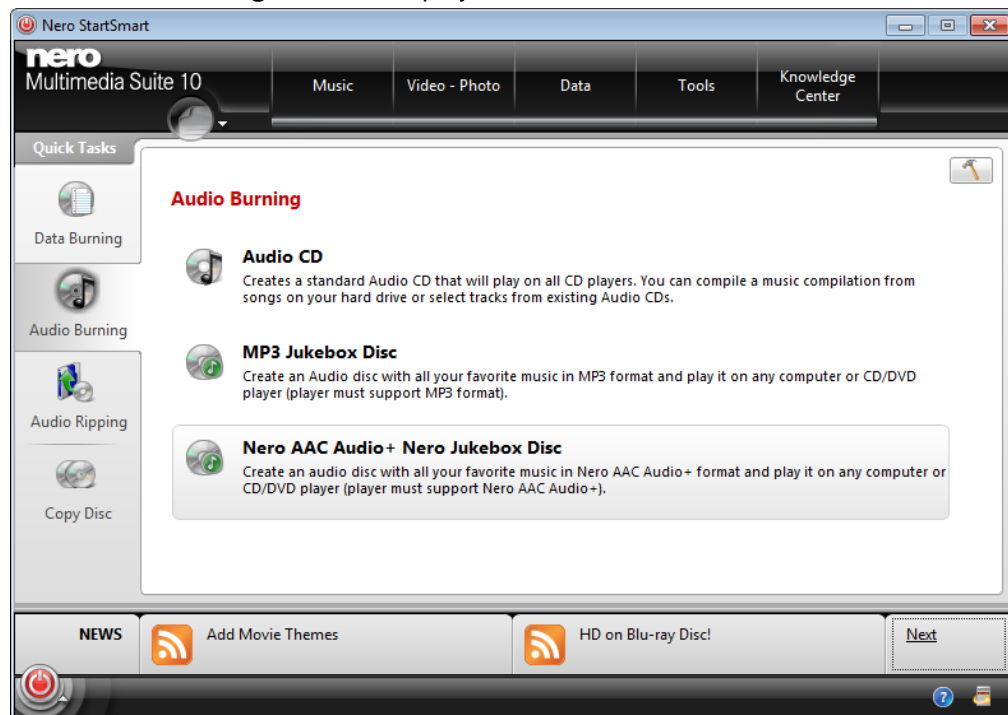 Nero StartSmart
nero
Multimedia Suite 10
Music
Video - Photo
Data
Tools
Knowledge
Center
Quick Tasks
Data Burning
Audio Burning
Audio Ripping
Copy Disc
Audio Burning
Audio CD
Creates a standard Audio CD that will play on all CD players. You can compile a music compilation from
songs on your hard drive or select tracks from existing Audio CDs.
MP3 Jukebox Disc
Create an Audio disc with all your favorite music in MP3 format and play it on any computer or CD/DVD
player (player must support MP3 format).
Nero AAC Audio+ Nero Jukebox Disc
Create an audio disc with all your favorite music in Nero AAC Audio+ format and play it on any computer or
CD/DVD player (player must support Nero AAC Audio+).
NEWS
Add Movie Themes
HD on Blu-ray Disc!
Next